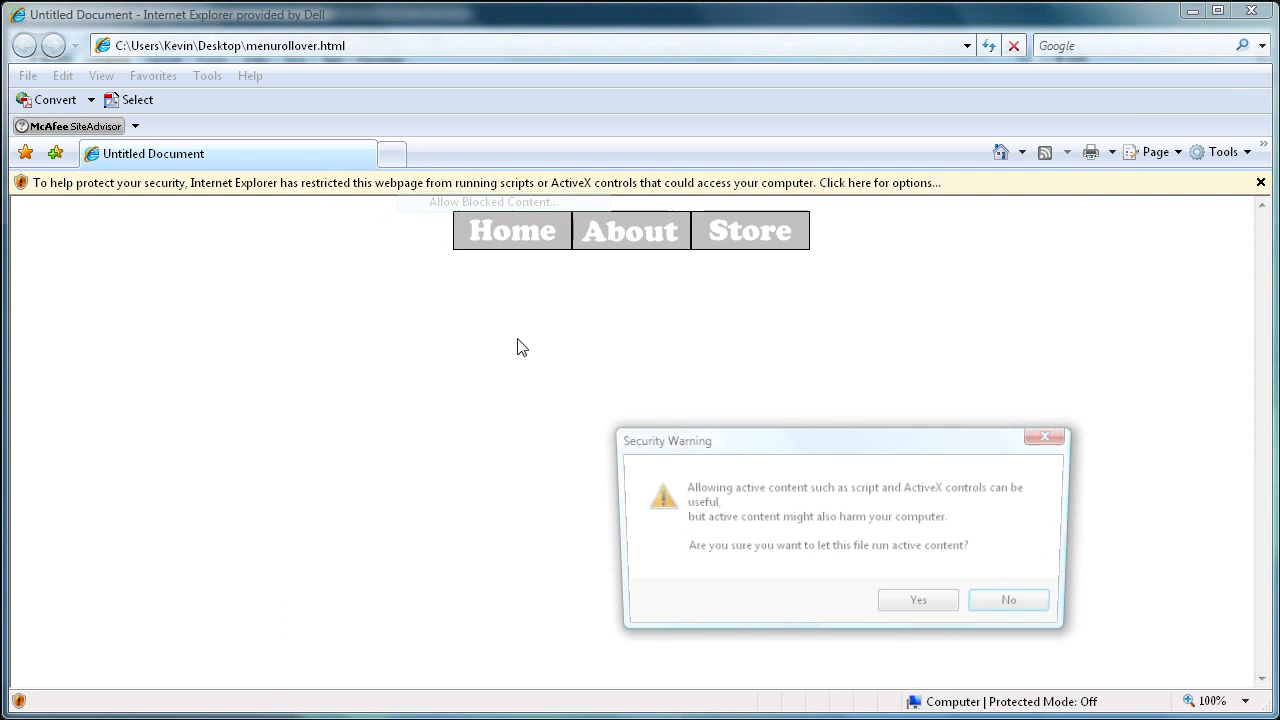 Untitled Document - Internet Explorer provided by Dell
C:\Users\Kevin\Desktop\menurollover.html
Google
File Edit View Favorites Tools Help
Convert Select
McAfee SiteAdvisor
Untitled Document
Page Tools
To help protect your security, Internet Explorer has restricted this webpage from running scripts or ActiveX controls that could access your computer. Click here for options...
Allow Blocked Content...
Home About Store
Security Warning
Allowing active content such as script and ActiveX controls can be
useful,
but active content might also harm your computer.
Are you sure you want to let this file run active content?
Yes No
Computer | Protected Mode: Off
100%